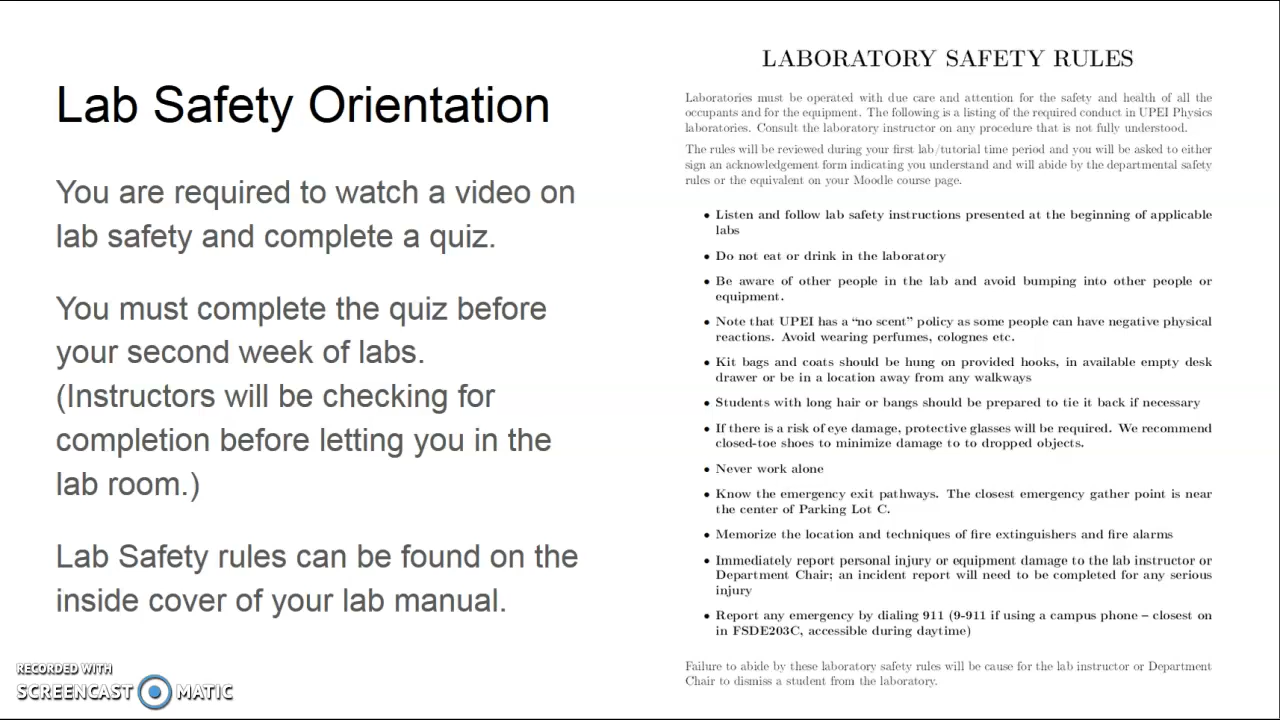 Lab Safety Orientation
You are required to watch a video on
lab safety and complete a quiz.
You must complete the quiz before
your second week of labs.
(Instructors will be checking for
completion before letting you in the
lab room.)
Lab Safety rules can be found on the
inside cover of your lab manual.
RECORDED WITH
SCREENCAST MATIC
LABORATORY SAFETY RULES
Laboratories must be operated with due care and attention for the safety and health of all the
occupants and for the equipment. The following is a listing of the required conduct in UPEI Physics
laboratories. Consult the laboratory instructor on any procedure that is not fully understood.
The rules will be reviewed during your first lab/tutorial time period and you will be asked to either
sign an acknowledgement form indicating you understand and will abide by the departmental safety
rules or the equivalent on your Moodle course page.
• Listen and follow lab safety instructions presented at the beginning of applicable
labs
• Do not eat or drink in the laboratory
• Be aware of other people in the lab and avoid bumping into other people or
equipment.
• Note that UPEI has a “no scent” policy as some people can have negative physical
reactions. Avoid wearing perfumes, colognes etc.
• Kit bags and coats should be hung on provided hooks, in available empty desk
drawer or be in a location away from any walkways
• Students with long hair or bangs should be prepared to tie it back if necessary
• If there is a risk of eye damage, protective glasses will be required. We recommend
closed-toe shoes to minimize damage to to dropped objects.
• Never work alone
• Know the emergency exit pathways. The closest emergency gather point is near
the center of Parking Lot C.
• Memorize the location and techniques of fire extinguishers and fire alarms
• Immediately report personal injury or equipment damage to the lab instructor or
Department Chair; an incident report will need to be completed for any serious
injury
• Report any emergency by dialing 911 (9-911 if using a campus phone – closest on
in FSDE203C, accessible during daytime)
Failure to abide by these laboratory safety rules will be cause for the lab instructor or Department
Chair to dismiss a student from the laboratory.